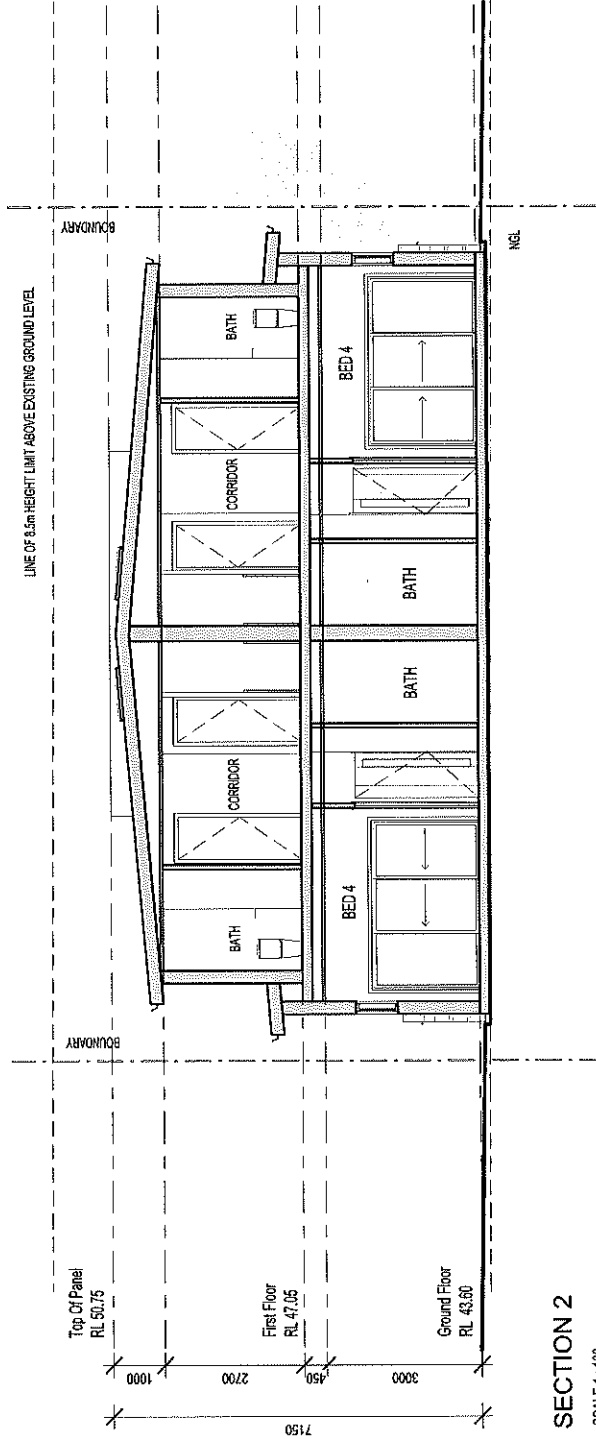 LINE OF 8.5m HEIGHT LIMIT ABOVE EXISTING GROUND LEVEL
BOUNDARY
BOUNDARY
Top Of Panel
RL 50.75
First Floor
RL 47.05
Ground Floor
RL 43.60
1000
2700
450
3000
7150
BATH
CORRIDOR
CORRIDOR
BATH
BED 4
BATH
BATH
BED 4
NGL
SECTION 2